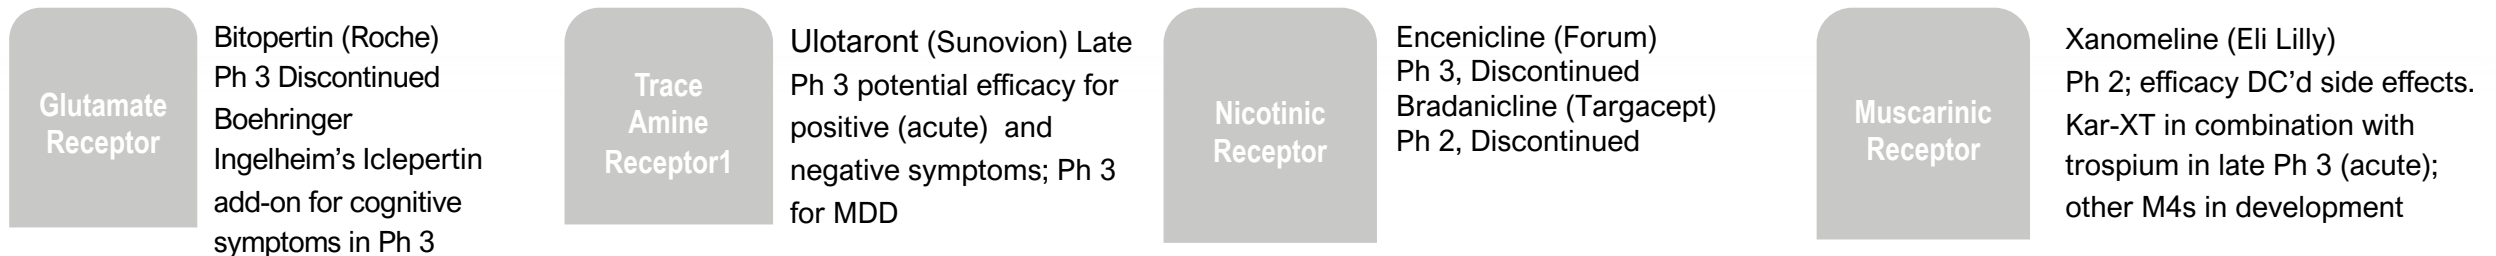 Glutamate
Receptor
Bitopertin (Roche)
Ph 3 Discontinued
Boehringer
Ingelheim's Iclepertin
add-on for cognitive
symptoms in Ph 3
Trace
Amine
Receptor1
Ulotaront (Sunovion) Late
Ph 3 potential efficacy for
positive (acute) and
negative symptoms; Ph 3
for MDD
Nicotinic
Receptor
Encenicline (Forum)
Ph 3, Discontinued
Bradanicline (Targacept)
Ph 2, Discontinued
Muscarinic
Receptor
Xanomeline (Eli Lilly)
Ph 2; efficacy DC'd side effects.
Kar-XT in combination with
trospium in late Ph 3 (acute);
other M4s in development